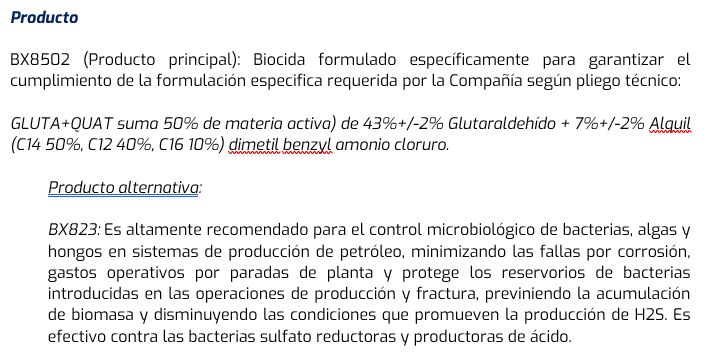 Producto
BX8502 (Producto principal): Biocida formulado específicamente para garantizar el
cumplimiento de la formulación especifica requerida por la Compañía según pliego técnico:
GLUTA+QUAT suma 50% de materia activa) de 43%+/-2% Glutaraldehído + 7%+/-2% Alquil
(C14 50%, C12 40%, C16 10%) dimetil benzyl amonio cloruro.
Producto alternativa:
BX823: Es altamente recomendado para el control microbiológico de bacterias, algas y
hongos en sistemas de producción de petróleo, minimizando las fallas por corrosión,
gastos operativos por paradas de planta y protege los reservorios de bacterias
introducidas en las operaciones de producción y fractura, previniendo la acumulación
de biomasa y disminuyendo las condiciones que promueven la producción de H2S. Es
efectivo contra las bacterias sulfato reductoras y productoras de ácido.